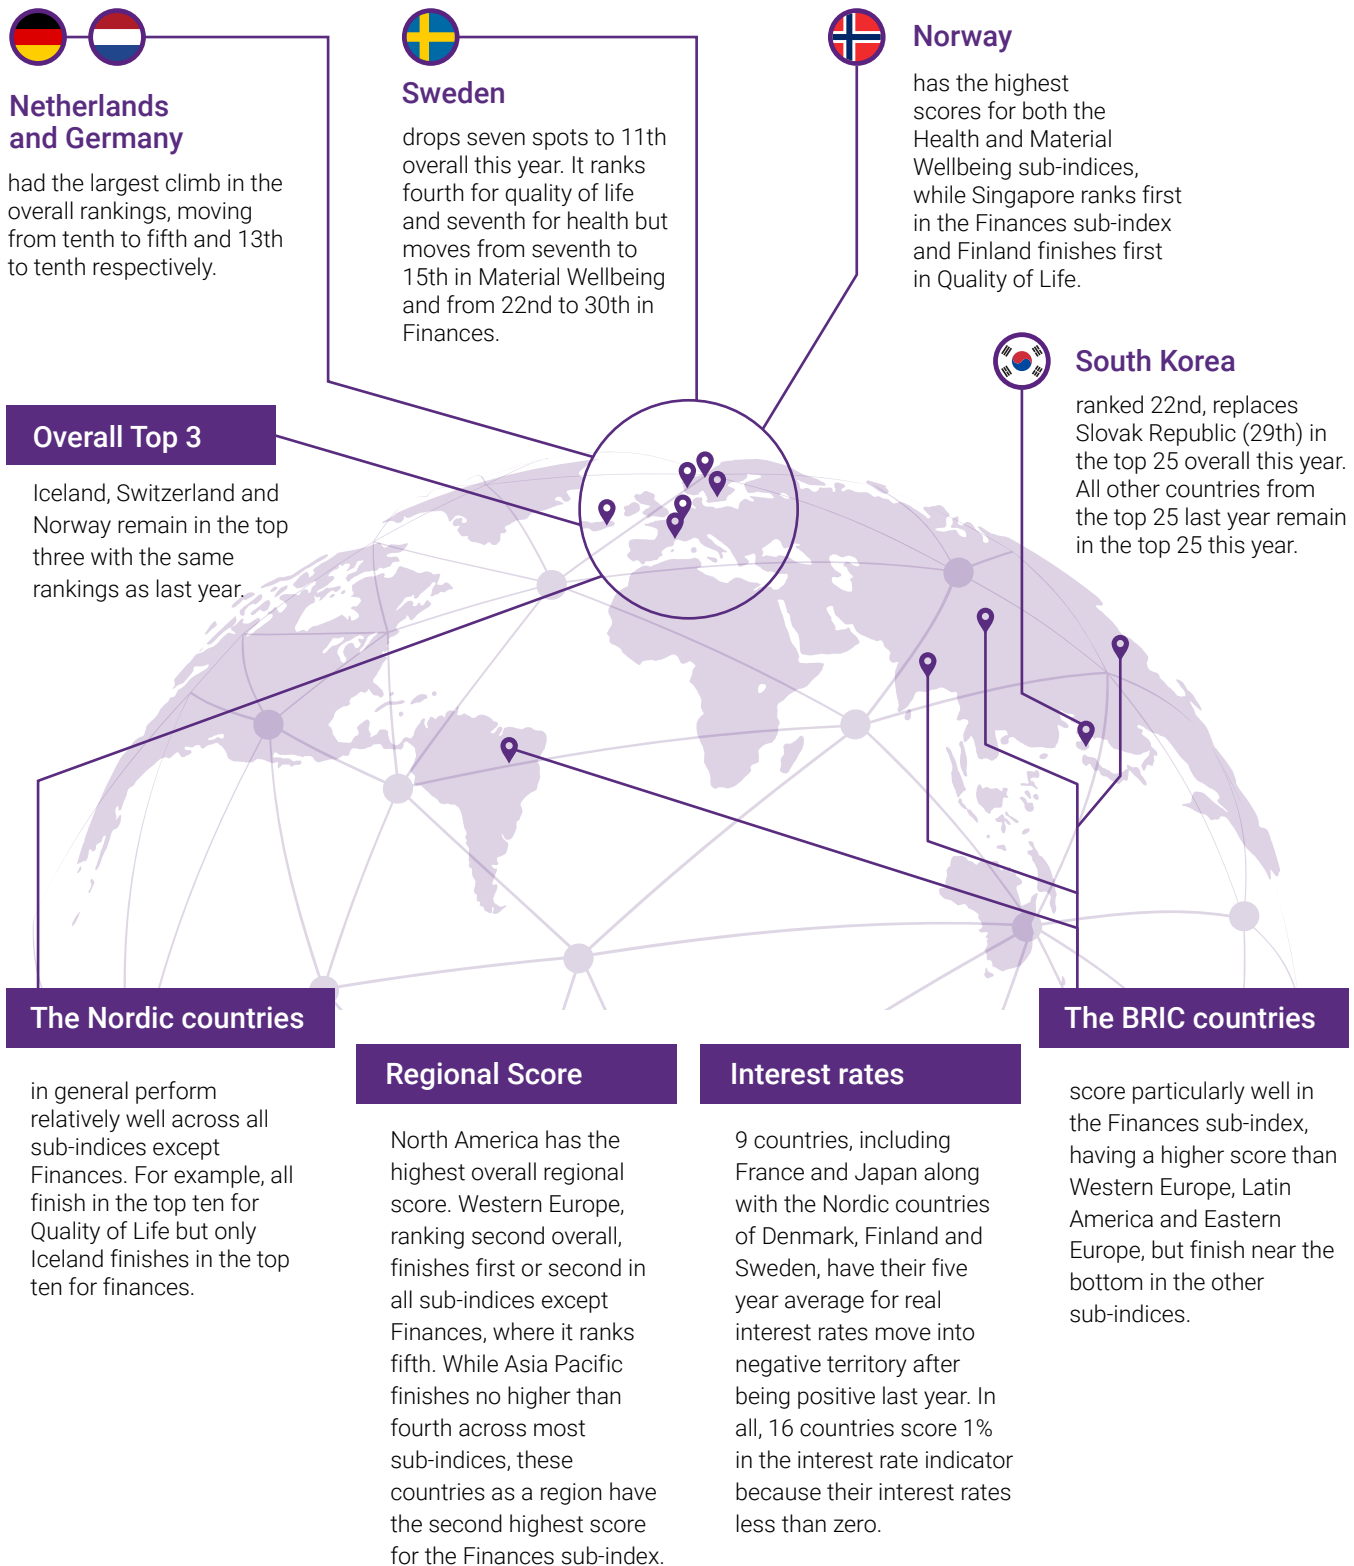 Netherlands
and Germany
had the largest climb in the
overall rankings, moving
from tenth to fifth and 13th
to tenth respectively.
Sweden
drops seven spots to 11th
overall this year. It ranks
fourth for quality of life
and seventh for health but
moves from seventh to
15th in Material Wellbeing
and from 22nd to 30th in
Finances.
Norway
has the highest
scores for both the
Health and Material
Wellbeing sub-indices,
while Singapore ranks first
in the Finances sub-index
and Finland finishes first
in Quality of Life.
South Korea
ranked 22nd, replaces
Slovak Republic (29th) in
the top 25 overall this year.
All other countries from
the top 25 last year remain
in the top 25 this year.
Overall Top 3
Iceland, Switzerland and
Norway remain in the top
three with the same
rankings as last year.
The Nordic countries
in general perform
relatively well across all
sub-indices except
Finances. For example, all
finish in the top ten for
Quality of Life but only
Iceland finishes in the top
ten for finances.
Regional Score
North America has the
highest overall regional
score. Western Europe,
ranking second overall,
finishes first or second in
all sub-indices except
Finances, where it ranks
fifth. While Asia Pacific
finishes no higher than
fourth across most
sub-indices, these
countries as a region have
the second highest score
for the Finances sub-index.
Interest rates
9 countries, including
France and Japan along
with the Nordic countries
of Denmark, Finland and
Sweden, have their five
year average for real
interest rates move into
negative territory after
being positive last year. In
all, 16 countries score 1%
in the interest rate indicator
because their interest rates
less than zero.
The BRIC countries
score particularly well in
the Finances sub-index,
having a higher score than
Western Europe, Latin
America and Eastern
Europe, but finish near the
bottom in the other
sub-indices.